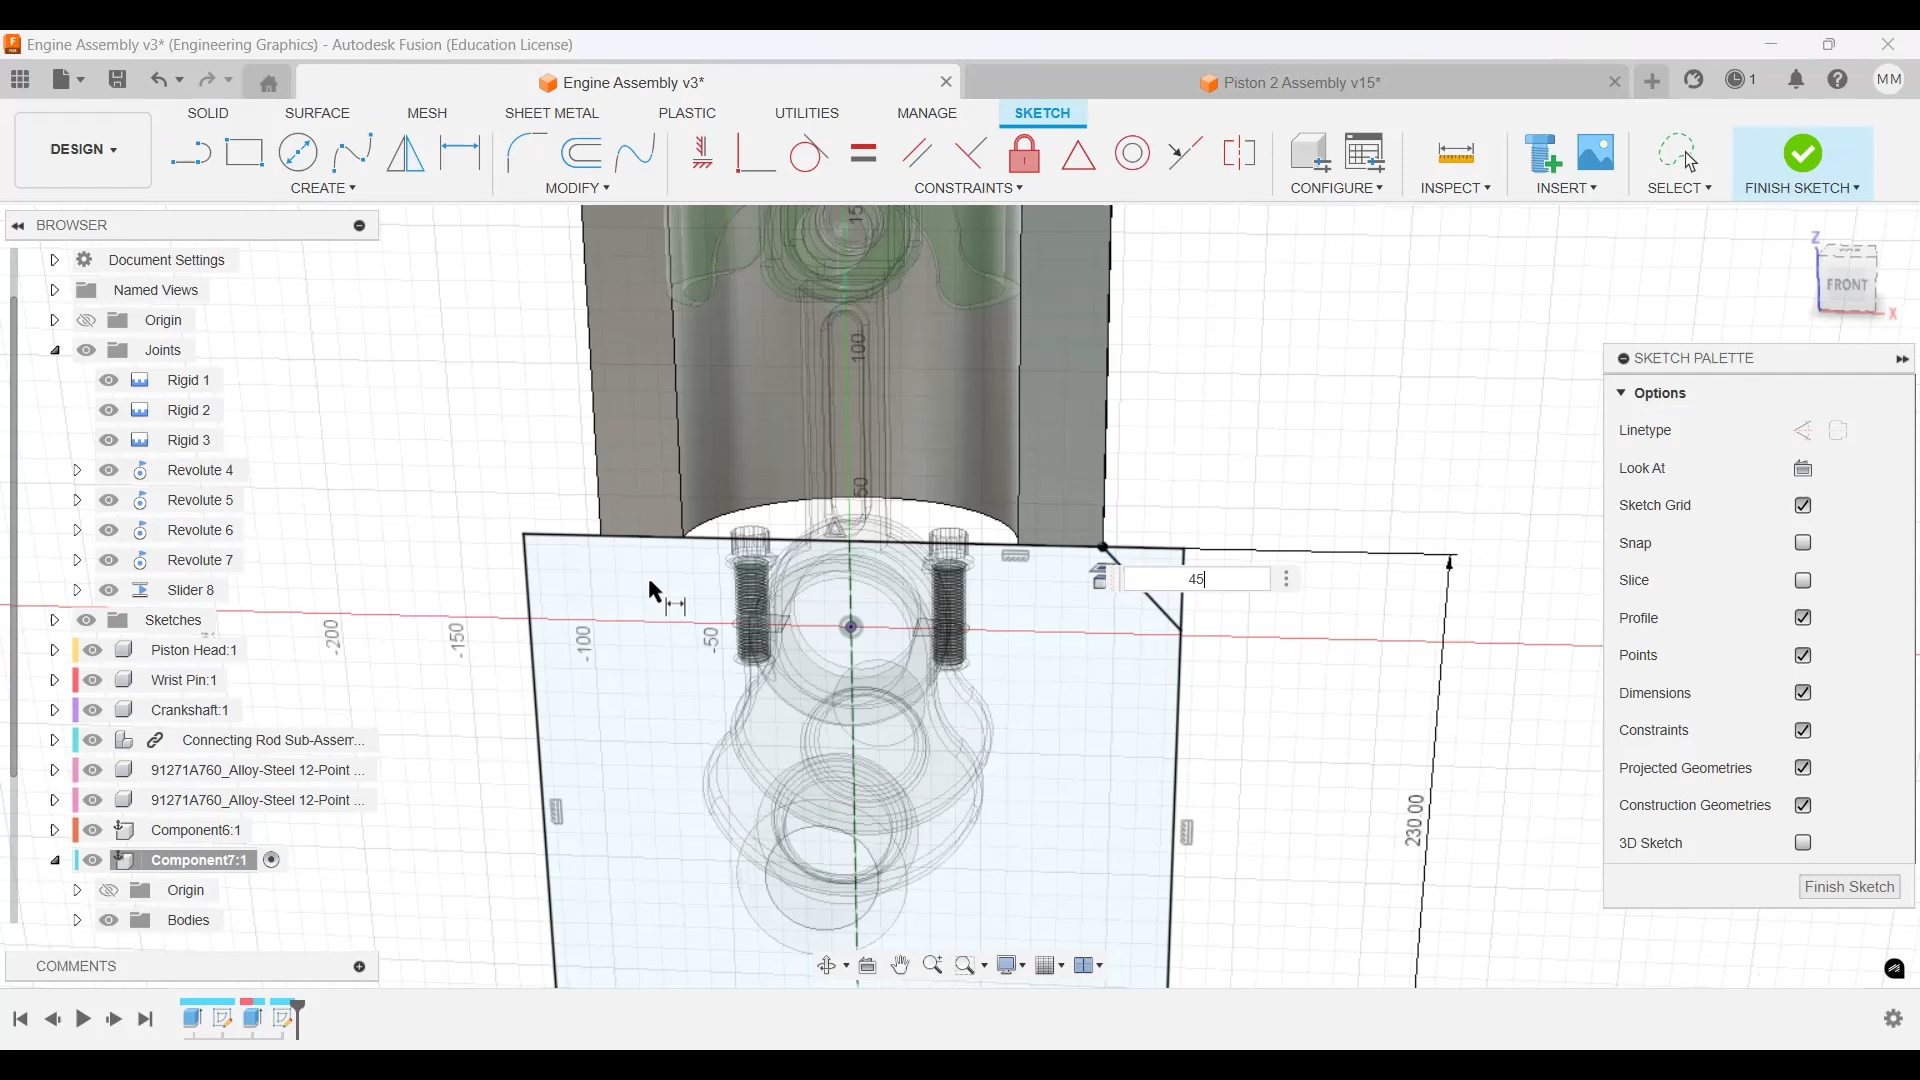 Engine Assembly v3* (Engineering Graphics) - Autodesk Fusion (Education License)
Engine Assembly v3*
Piston 2 Assembly v15*
1
MM
SOLID
SURFACE
MESH
SHEET METAL
PLASTIC
UTILITIES
MANAGE
SKETCH
DESIGN
CREATE
MODIFY
CONSTRAINTS
CONFIGURE
INSPECT
INSERT
SELECT
FINISH SKETCH
BROWSER
Document Settings
Named Views
Origin
Joints
Rigid 1
Rigid 2
Rigid 3
Revolute 4
Revolute 5
Revolute 6
Revolute 7
Slider 8
Sketches
Piston Head:1
Wrist Pin:1
Crankshaft:1
Connecting Rod Sub-Assem...
91271A760_Alloy-Steel 12-Point ...
91271A760_Alloy-Steel 12-Point ...
Component6:1
Component7:1
Origin
Bodies
COMMENTS
100
50
-50
-100
-150
-200
45
230.00
Z
FRONT
X
SKETCH PALETTE
Options
Linetype
Look At
Sketch Grid
Snap
Slice
Profile
Points
Dimensions
Constraints
Projected Geometries
Construction Geometries
3D Sketch
Finish Sketch